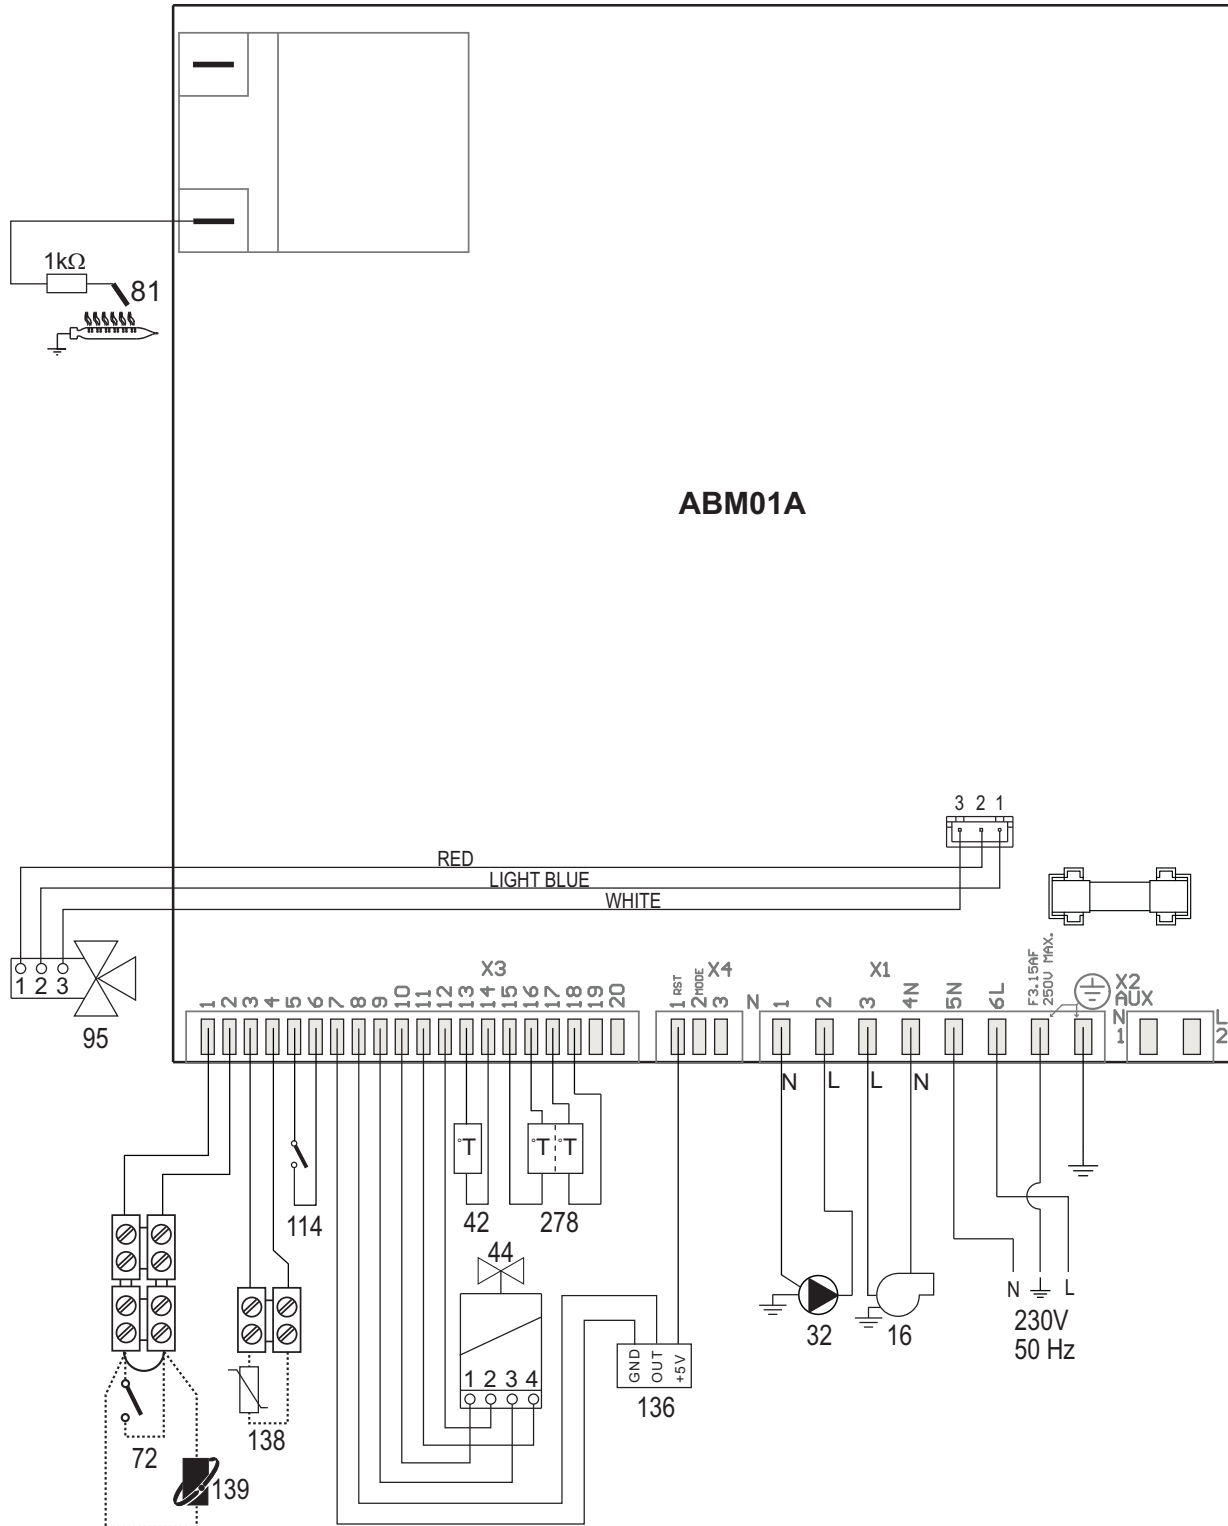 1kΩ
81
ABM01A
3 2 1
RED
LIGHT BLUE
WHITE
1 2 3
95
X3
1 2 3 4 5 6 7 8 9 10 11 12 13 14 15 16 17 18 19 20
X4
1 RST
2 MODE
3
Z
X1
1 2 3 4N 5N 6L
F3.15AF
250V MAX.
X2
AUX
N L
1 2
N L L N
°T
°T °T
114
42
278
44
1 2 3 4
GND
OUT
+5V
136
32
16
N L
230V
50 Hz
72
138
139